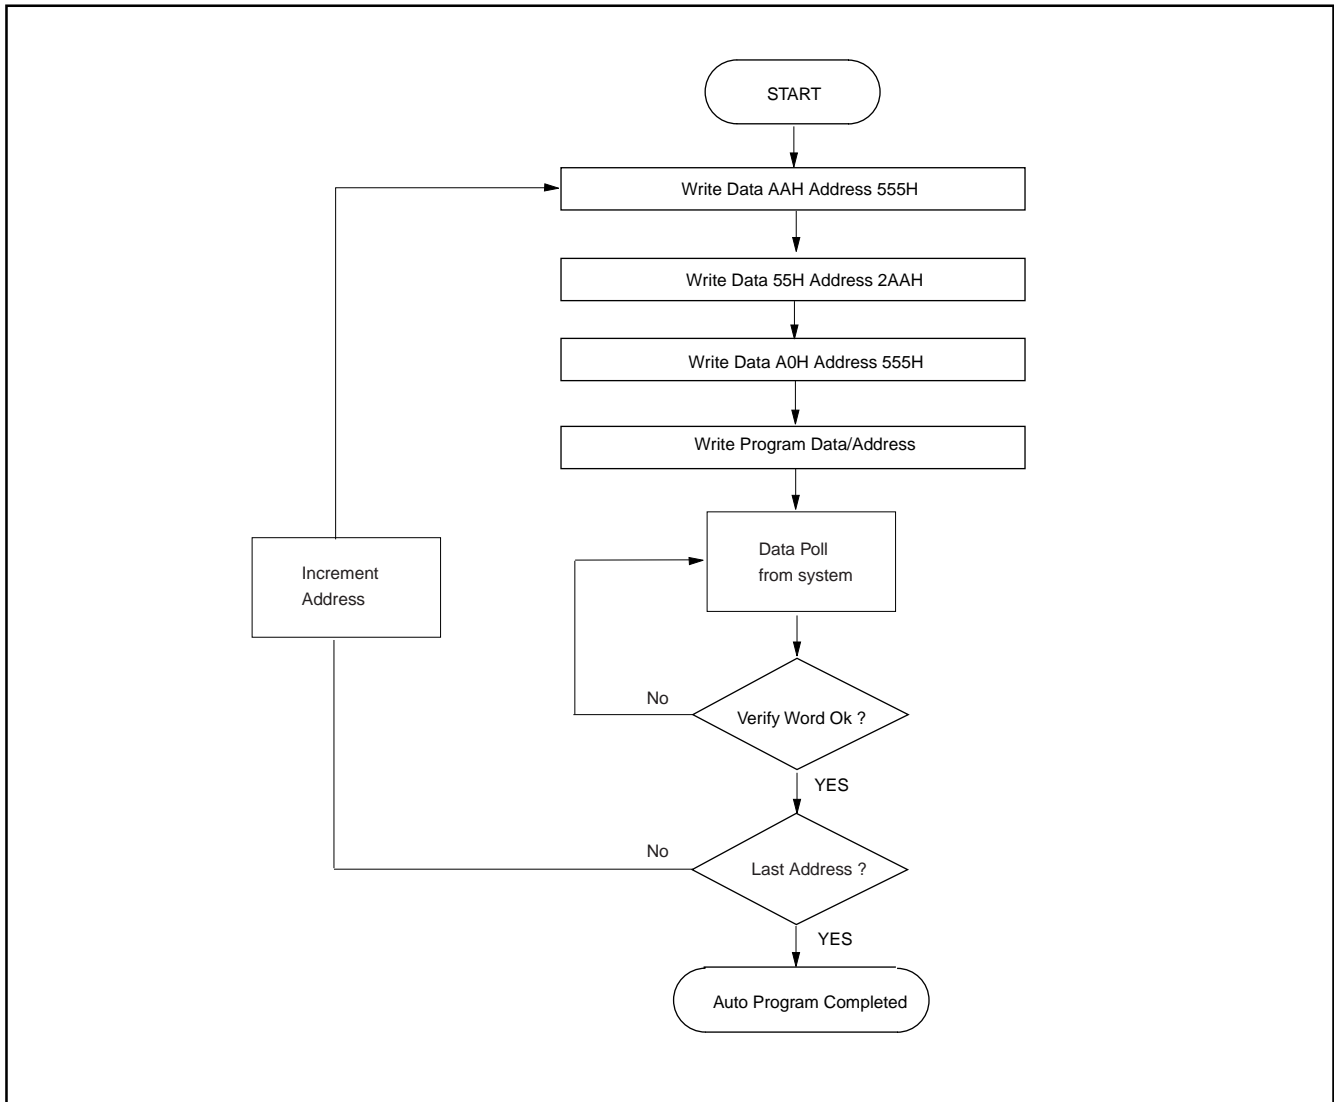 START
Write Data AAH Address 555H
Write Data 55H Address 2AAH
Write Data A0H Address 555H
Write Program Data/Address
Data Poll
from system
Increment
Address
No
Verify Word Ok ?
YES
No
Last Address ?
YES
Auto Program Completed